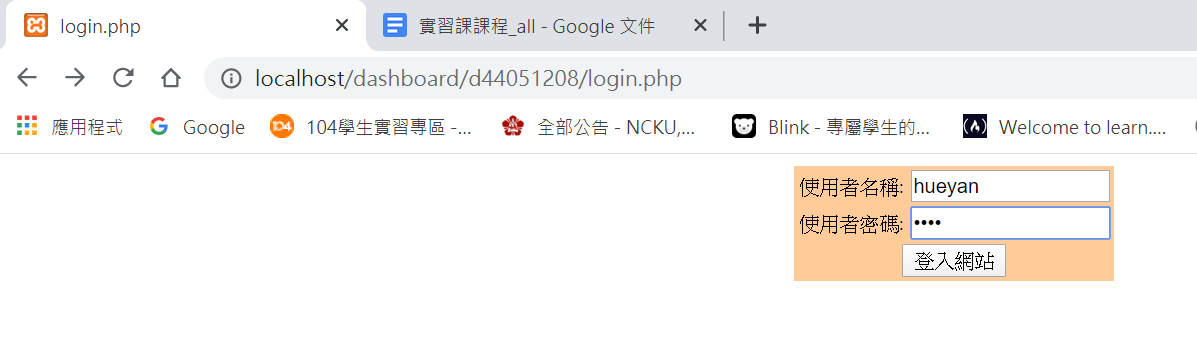 login.php
實習課課程_all - Google 文件
localhost/dashboard/d44051208/login.php
應用程式
Google
104
104學生實習專區 -...
全部公告 - NCKU,...
Blink - 專屬學生的...
Welcome to learn....
使用者名稱: hueyan
使用者密碼: ••••
登入網站